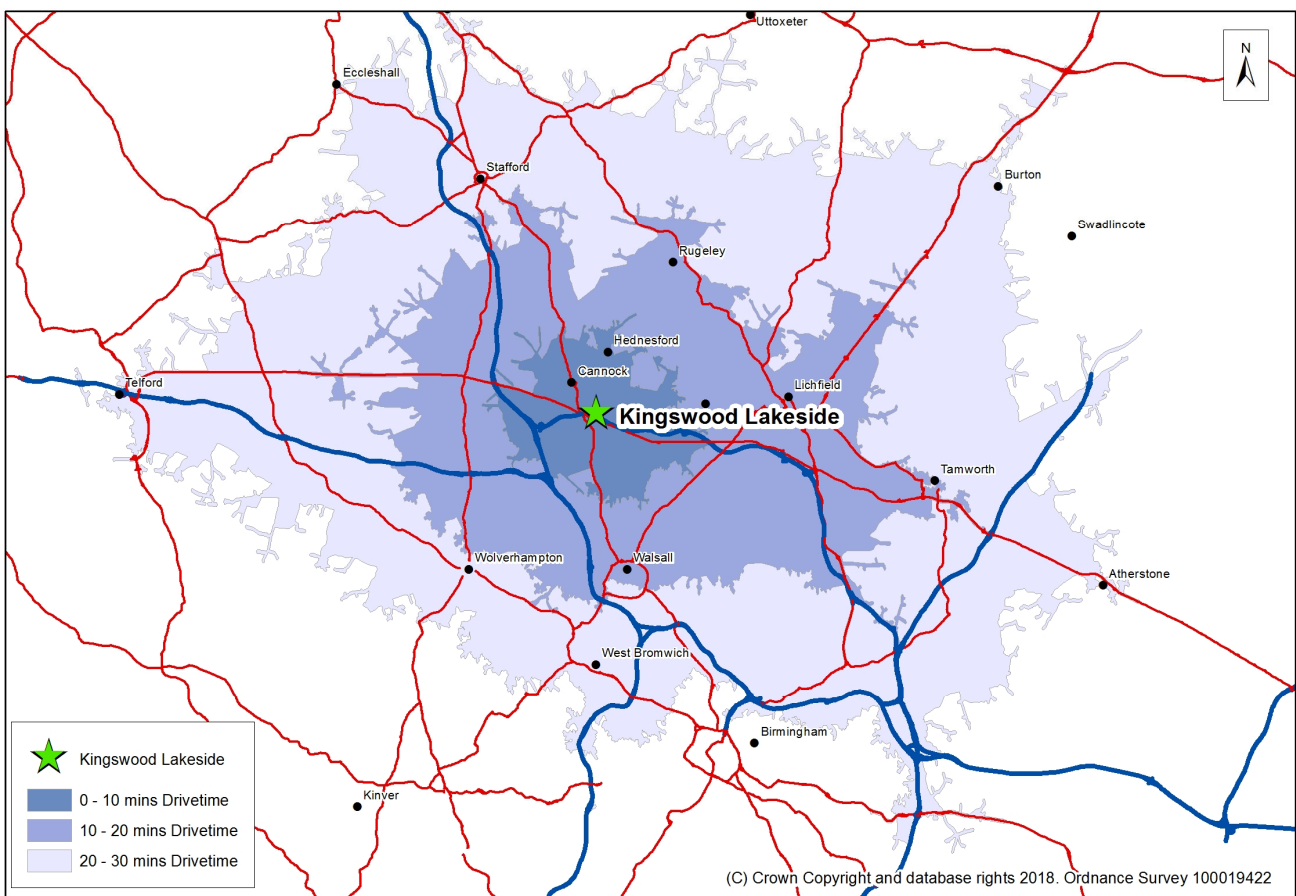 Uttoxeter
N
Eccleshall
Stafford
Burton
Swadlincote
Rugeley
Hednesford
Cannock
Telford
Lichfield
Kingswood Lakeside
Tamworth
Wolverhampton
Walsall
Atherstone
West Bromwich
Birmingham
Kinver
Kingswood Lakeside
0 - 10 mins Drivetime
10 - 20 mins Drivetime
20 - 30 mins Drivetime
(C) Crown Copyright and database rights 2018. Ordnance Survey 100019422